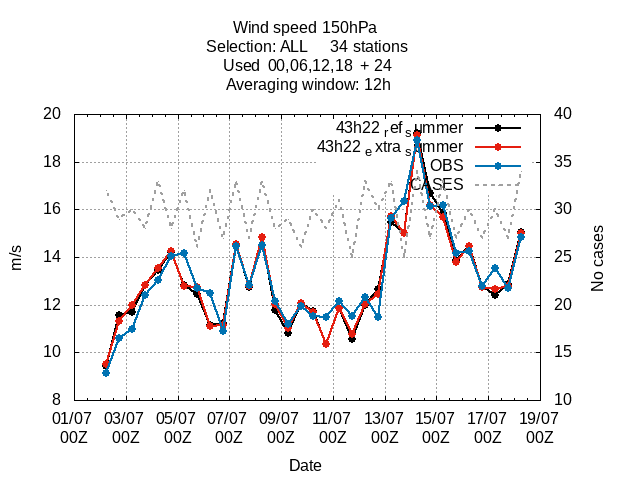 Wind speed 150hPa
Selection: ALL 34 stations
Used 00,06,12,18 + 24
Averaging window: 12h
20 40
43h22 ref summer
43h22 extra summer
18 35
OBS
CASES
16 30
14 25
m/s No cases
12 20
10 15
8 10
01/07 03/07 05/07 07/07 09/07 11/07 13/07 15/07 17/07 19/07
00Z 00Z 00Z 00Z 00Z 00Z 00Z 00Z 00Z 00Z
Date